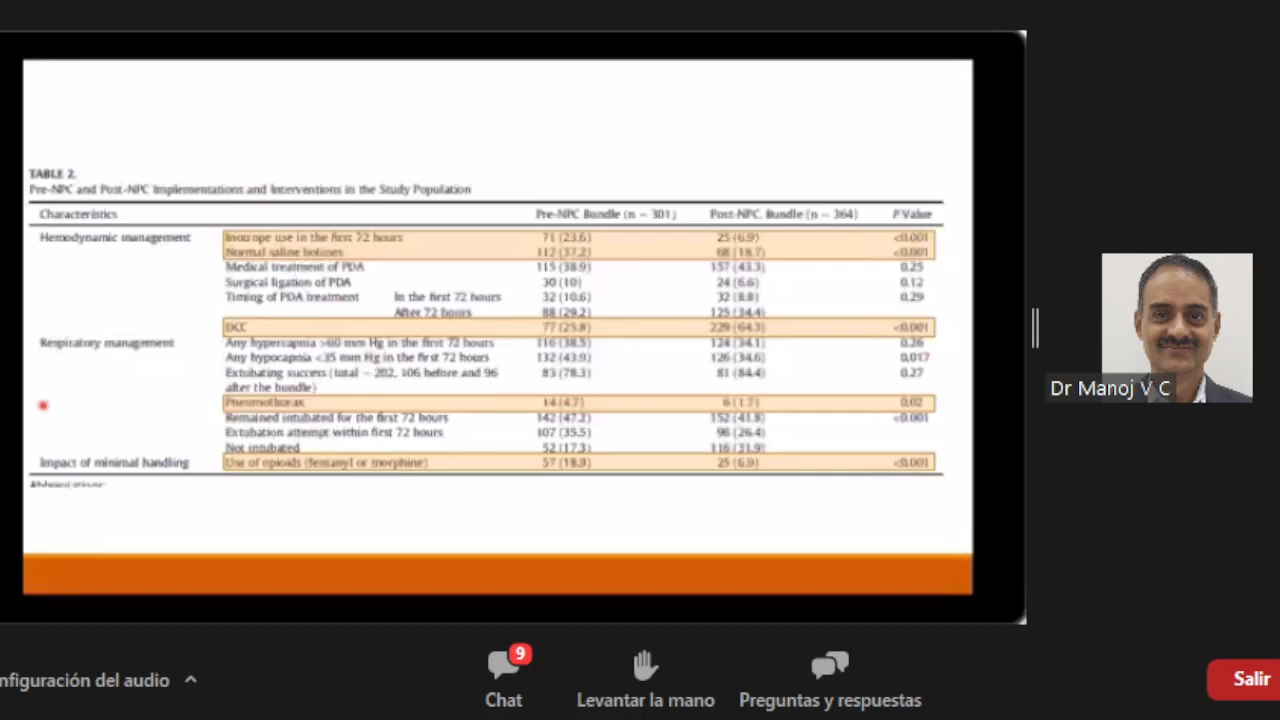 TABLE 2.
Pre-NPC and Post-NPC Implementations and Interventions in the Study Population
Characteristics Pre-NPC Bundle (n = 301) Post-NPC. Bundle (n = 364) P Value
Hemodynamic management Inotrope use in the first 72 hours 71 (23.6) 25 (6.9) <0.001
Normal saline boluses 112 (37.2) 68 (18.7) <0.001
Medical treatment of PDA 115 (38.9) 157 (43.3) 0.25
Surgical ligation of PDA 30 (10) 24 (6.6) 0.12
Timing of PDA treatment In the first 72 hours 32 (10.6) 32 (8.8) 0.29
After 72 hours 88 (29.2) 125 (34.4)
DCC 77 (25.8) 229 (64.3) <0.001
Respiratory management Any hypercapnia >60 mm Hg in the first 72 hours 116 (38.5) 124 (34.1) 0.26
Any hypocapnia <35 mm Hg in the first 72 hours 132 (43.9) 126 (34.6) 0.017
Extubating success (total = 202, 106 before and 96 83 (78.3) 81 (84.4) 0.27
after the bundle)
Pneumothorax 14 (4.7) 6 (1.7) 0.02
Remained intubated for the first 72 hours 142 (47.2) 152 (41.8) <0.001
Extubation attempt within first 72 hours 107 (35.5) 96 (26.4)
Not intubated 52 (17.3) 116 (31.9)
Impact of minimal handling Use of opioids (fentanyl or morphine) 57 (18.9) 25 (6.9) <0.001
Dr Manoj V C
nfiguración del audio
9
Chat
Levantar la mano
Preguntas y respuestas
Salir